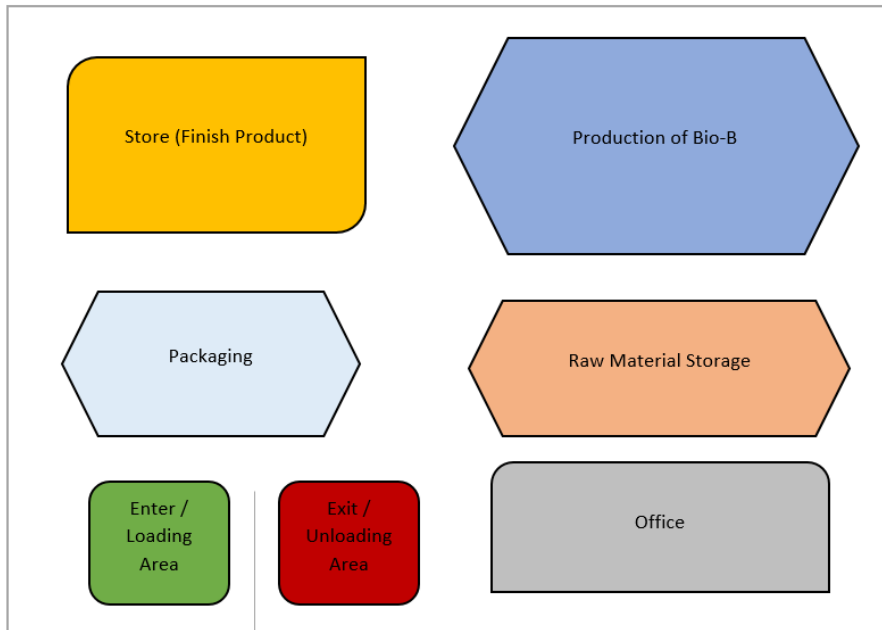 Store (Finish Product)
Production of Bio-B
Packaging
Raw Material Storage
Enter /
Loading
Area
Exit /
Unloading
Area
Office